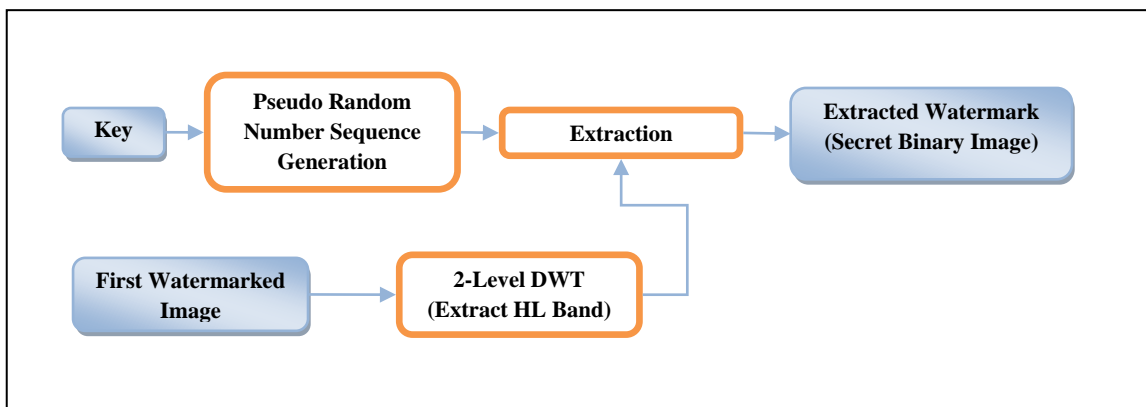 Key
Pseudo Random
Number Sequence
Generation
Extraction
Extracted Watermark
(Secret Binary Image)
First Watermarked
Image
2-Level DWT
(Extract HL Band)